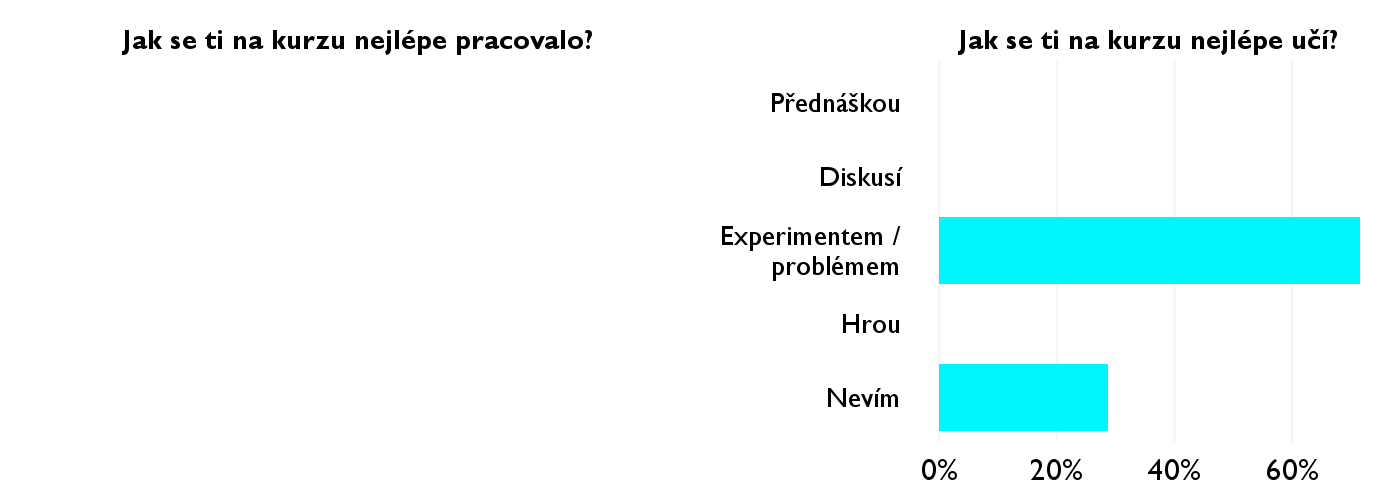 Jak se ti na kurzu nejlépe pracovalo?
Jak se ti na kurzu nejlépe učí?
Přednáškou
Diskusí
Experimentem /
problémem
Hrou
Nevím
0% 20% 40% 60%